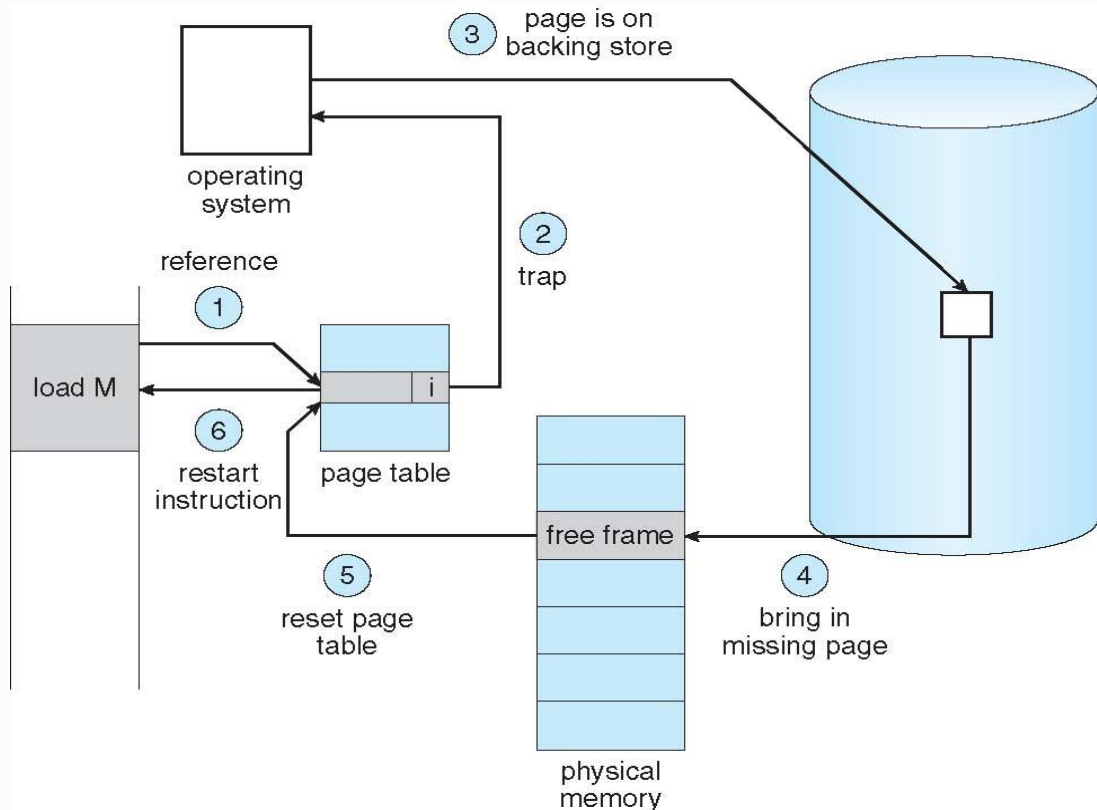 3
page is on
backing store
operating
system
2
trap
reference
1
load M
i
6
restart
instruction
page table
free frame
5
reset page
table
4
bring in
missing page
physical
memory